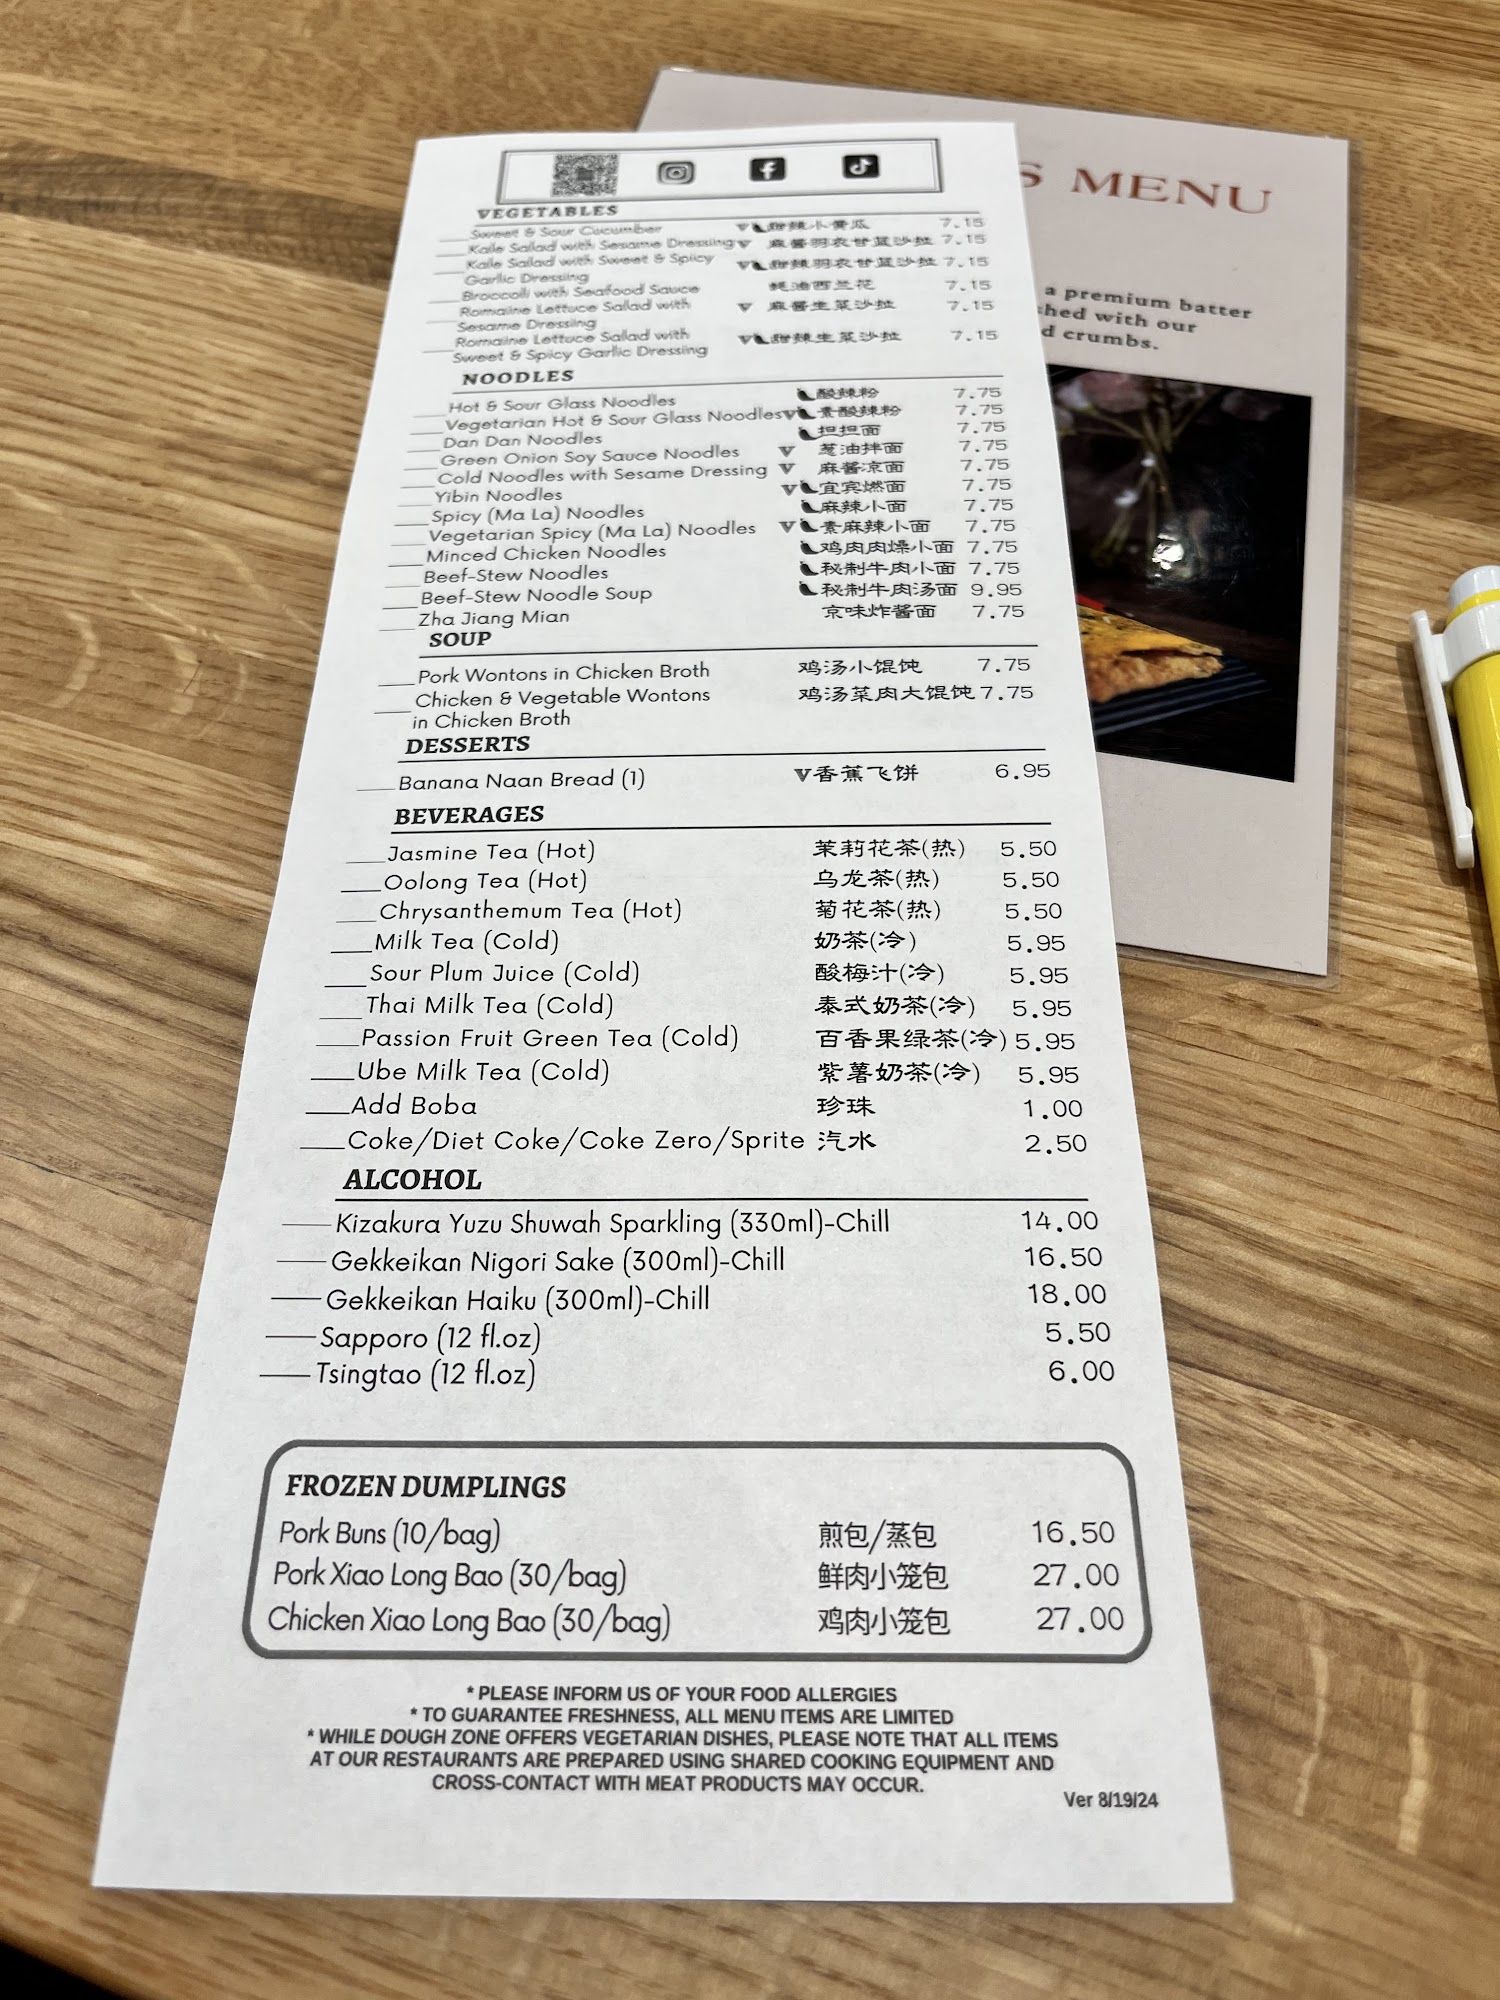 VEGETABLES
Sweet & Sour Cucumber V 甜辣小黄瓜 7.15
Kale Salad with Sesame Dressing V 麻酱羽衣甘蓝沙拉 7.15
Kale Salad with Sweet & Spicy V 甜辣羽衣甘蓝沙拉 7.15
Garlic Dressing
Broccoli with Seafood Sauce 蚝油西兰花 7.15
Romaine Lettuce Salad with V 麻酱生菜沙拉 7.15
Sesame Dressing
Romaine Lettuce Salad with V 甜辣生菜沙拉 7.15
Sweet & Spicy Garlic Dressing
NOODLES
Hot & Sour Glass Noodles 酸辣粉 7.75
Vegetarian Hot & Sour Glass Noodles V 素酸辣粉 7.75
Dan Dan Noodles 担担面 7.75
Green Onion Soy Sauce Noodles V 葱油拌面 7.75
Cold Noodles with Sesame Dressing V 麻酱凉面 7.75
Yibin Noodles V 宜宾燃面 7.75
Spicy (Ma La) Noodles 麻辣小面 7.75
Vegetarian Spicy (Ma La) Noodles V 素麻辣小面 7.75
Minced Chicken Noodles 鸡肉肉燥小面 7.75
Beef-Stew Noodles 秘制牛肉小面 7.75
Beef-Stew Noodle Soup 秘制牛肉汤面 9.95
Zha Jiang Mian 京味炸酱面 7.75
SOUP
Pork Wontons in Chicken Broth 鸡汤小馄饨 7.75
Chicken & Vegetable Wontons 鸡汤菜肉大馄饨 7.75
in Chicken Broth
DESSERTS
Banana Naan Bread (1) V 香蕉飞饼 6.95
BEVERAGES
Jasmine Tea (Hot) 茉莉花茶(热) 5.50
Oolong Tea (Hot) 乌龙茶(热) 5.50
Chrysanthemum Tea (Hot) 菊花茶(热) 5.50
Milk Tea (Cold) 奶茶(冷) 5.95
Sour Plum Juice (Cold) 酸梅汁(冷) 5.95
Thai Milk Tea (Cold) 泰式奶茶(冷) 5.95
Passion Fruit Green Tea (Cold) 百香果绿茶(冷) 5.95
Ube Milk Tea (Cold) 紫薯奶茶(冷) 5.95
Add Boba 珍珠 1.00
Coke/Diet Coke/Coke Zero/Sprite 汽水 2.50
ALCOHOL
Kizakura Yuzu Shuwah Sparkling (330ml)-Chill 14.00
Gekkeikan Nigori Sake (300ml)-Chill 16.50
Gekkeikan Haiku (300ml)-Chill 18.00
Sapporo (12 fl.oz) 5.50
Tsingtao (12 fl.oz) 6.00
FROZEN DUMPLINGS
Pork Buns (10/bag) 煎包/蒸包 16.50
Pork Xiao Long Bao (30/bag) 鲜肉小笼包 27.00
Chicken Xiao Long Bao (30/bag) 鸡肉小笼包 27.00
* PLEASE INFORM US OF YOUR FOOD ALLERGIES
* TO GUARANTEE FRESHNESS, ALL MENU ITEMS ARE LIMITED
* WHILE DOUGH ZONE OFFERS VEGETARIAN DISHES, PLEASE NOTE THAT ALL ITEMS
AT OUR RESTAURANTS ARE PREPARED USING SHARED COOKING EQUIPMENT AND
CROSS-CONTACT WITH MEAT PRODUCTS MAY OCCUR.
Ver 8/19/24
S MENU
a premium batter
with our
crumbs.